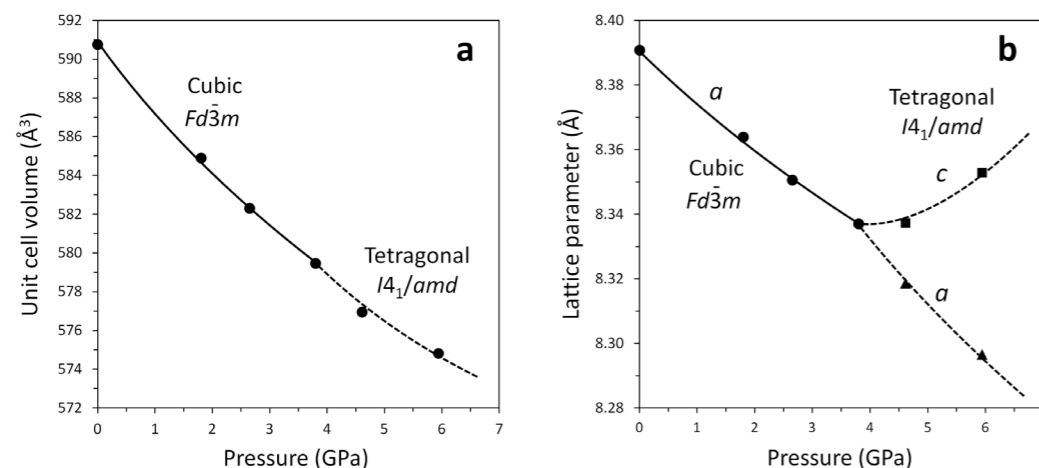 a
592
590
588
586
584
582
580
578
576
574
572
0 1 2 3 4 5 6 7
Unit cell volume (Å³)
Pressure (GPa)
Cubic
Fd3̄m
Tetragonal
I4₁/amd
b
8.40
8.38
8.36
8.34
8.32
8.30
8.28
0 1 2 3 4 5 6
Lattice parameter (Å)
Pressure (GPa)
a
Cubic
Fd3̄m
Tetragonal
I4₁/amd
c
a